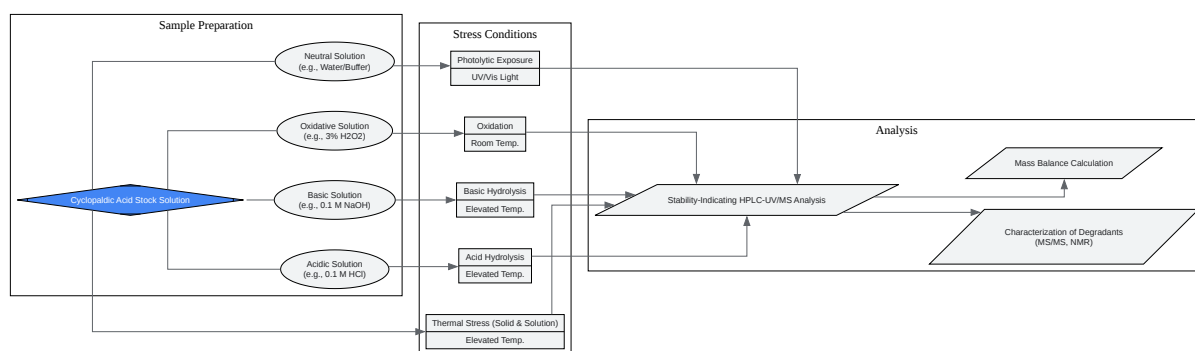 Sample Preparation
Neutral Solution
(e.g., Water/Buffer)
Oxidative Solution
(e.g., 3% H2O2)
Cyclopaldic Acid Stock Solution
Basic Solution
(e.g., 0.1 M NaOH)
Acidic Solution
(e.g., 0.1 M HCl)
Stress Conditions
Photolytic Exposure
UV/Vis Light
Oxidation
Room Temp.
Basic Hydrolysis
Elevated Temp.
Acid Hydrolysis
Elevated Temp.
Thermal Stress (Solid & Solution)
Elevated Temp.
Analysis
Stability-Indicating HPLC-UV/MS Analysis
Mass Balance Calculation
Characterization of Degradants
(MS/MS, NMR)